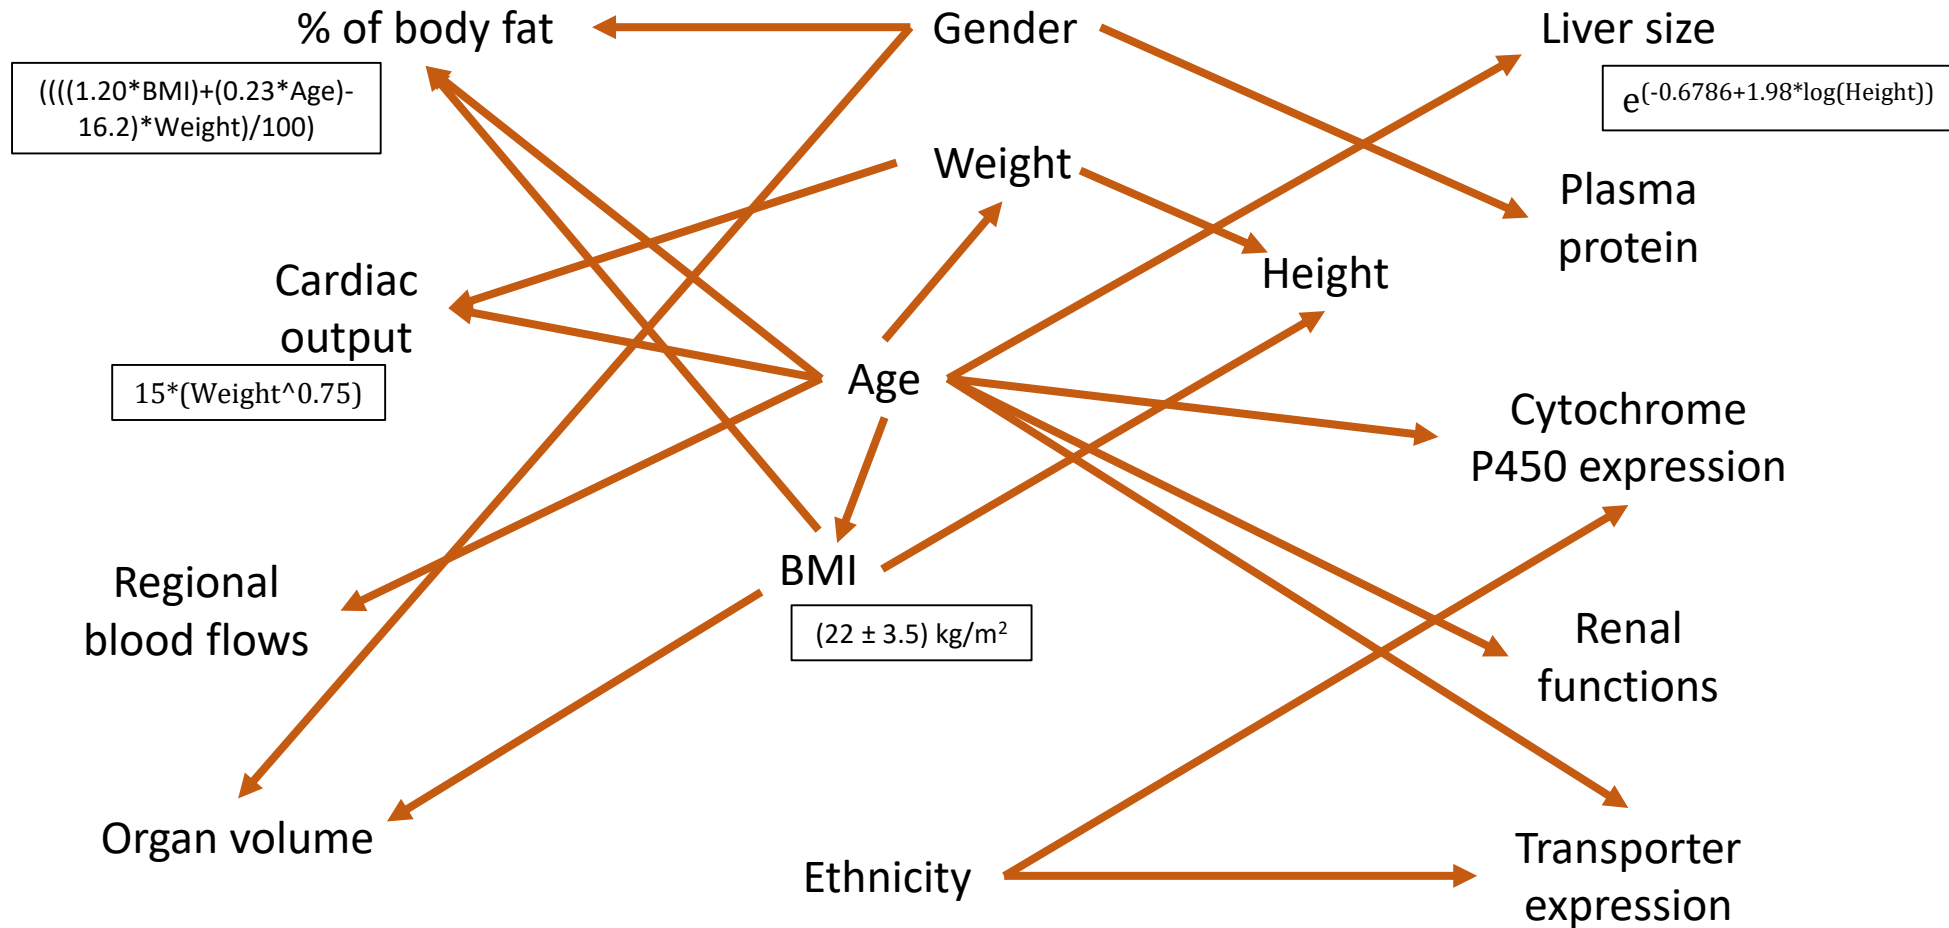 % of body fat
Gender
Liver size
((((1.20*BMI)+(0.23*Age)-
16.2)*Weight)/100)
e(-0.6786+1.98*log(Height))
Weight
Plasma
protein
Cardiac
output
Height
15*(Weight^0.75)
Age
Cytochrome
P450 expression
BMI
(22 ± 3.5) kg/m²
Regional
blood flows
Renal
functions
Organ volume
Ethnicity
Transporter
expression